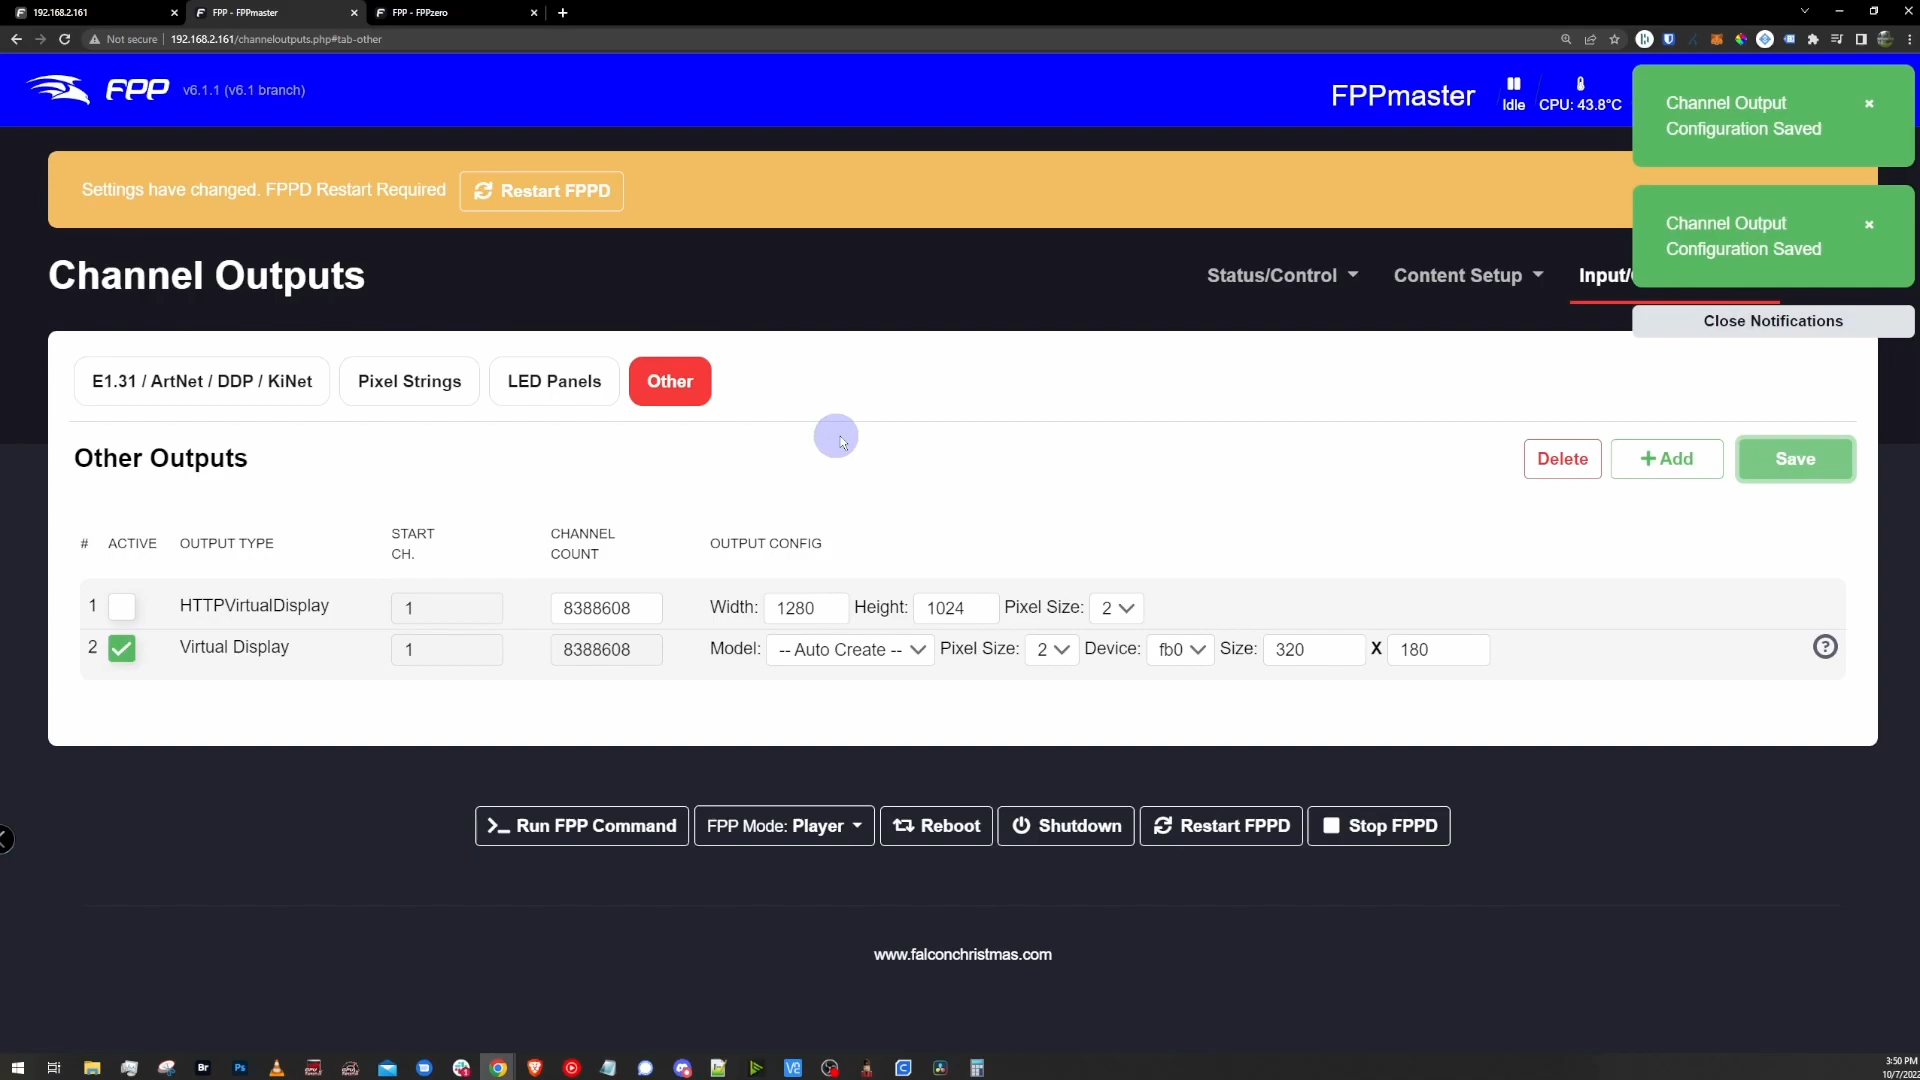 192.168.2.161
FPP - FPPmaster
FPP - FPPzero
Not secure
192.168.2.161/channeloutputs.php#tab-other
FPP
v6.1.1 (v6.1 branch)
FPPmaster
Idle
CPU: 43.8°C
Channel Output
Configuration Saved
Settings have changed. FPPD Restart Required
Restart FPPD
Channel Output
Configuration Saved
Channel Outputs
Status/Control
Content Setup
Input/
Close Notifications
E1.31 / ArtNet / DDP / KiNet
Pixel Strings
LED Panels
Other
Other Outputs
Delete
+ Add
Save
# ACTIVE OUTPUT TYPE START CH. CHANNEL COUNT OUTPUT CONFIG
1 HTTPVirtualDisplay 1 8388608 Width: 1280 Height: 1024 Pixel Size: 2
2 Virtual Display 1 8388608 Model: -- Auto Create -- Pixel Size: 2 Device: fb0 Size: 320 X 180
Run FPP Command
FPP Mode: Player
Reboot
Shutdown
Restart FPPD
Stop FPPD
www.falconchristmas.com
Br
Ps
3:50 PM
10/7/2022